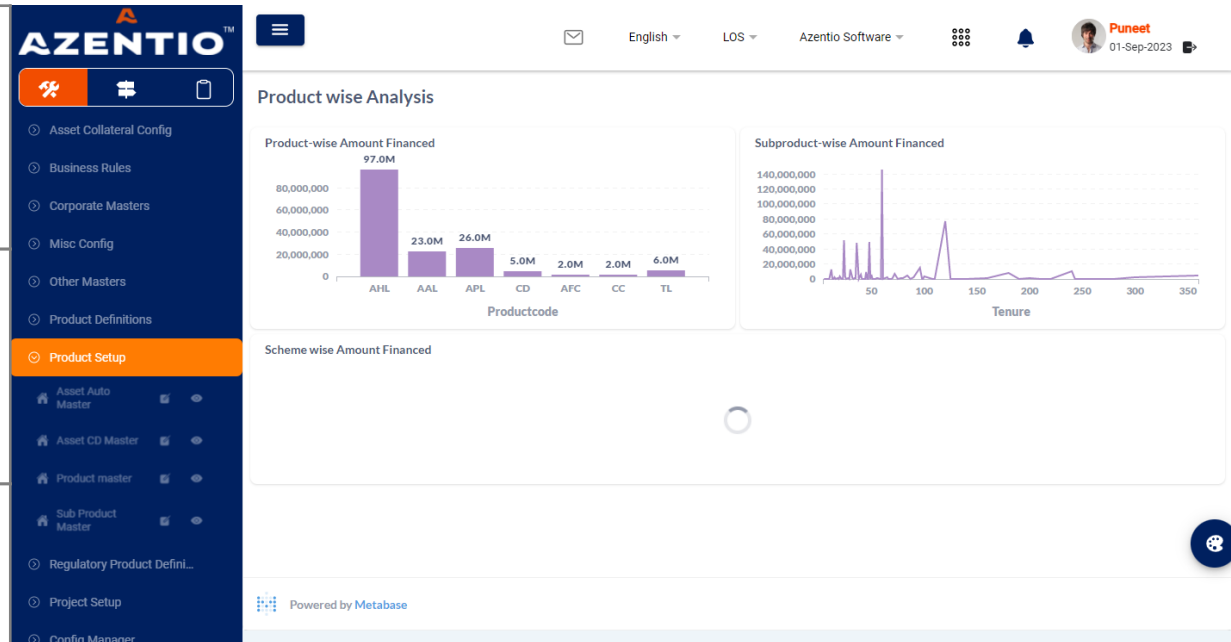 AZENTIO™
English
LOS
Azentio Software
Puneet
01-Sep-2023
Asset Collateral Config
Business Rules
Corporate Masters
Misc Config
Other Masters
Product Definitions
Product Setup
Asset Auto
Master
Asset CD Master
Product master
Sub Product
Master
Regulatory Product Defini...
Project Setup
Config Manager
Product wise Analysis
Product-wise Amount Financed
97.0M
80,000,000
60,000,000
40,000,000
20,000,000
0
23.0M
26.0M
5.0M
2.0M
2.0M
6.0M
AHL
AAL
APL
CD
AFC
CC
TL
Productcode
Subproduct-wise Amount Financed
140,000,000
120,000,000
100,000,000
80,000,000
60,000,000
40,000,000
20,000,000
0
50
100
150
200
250
300
350
Tenure
Scheme wise Amount Financed
Powered by Metabase